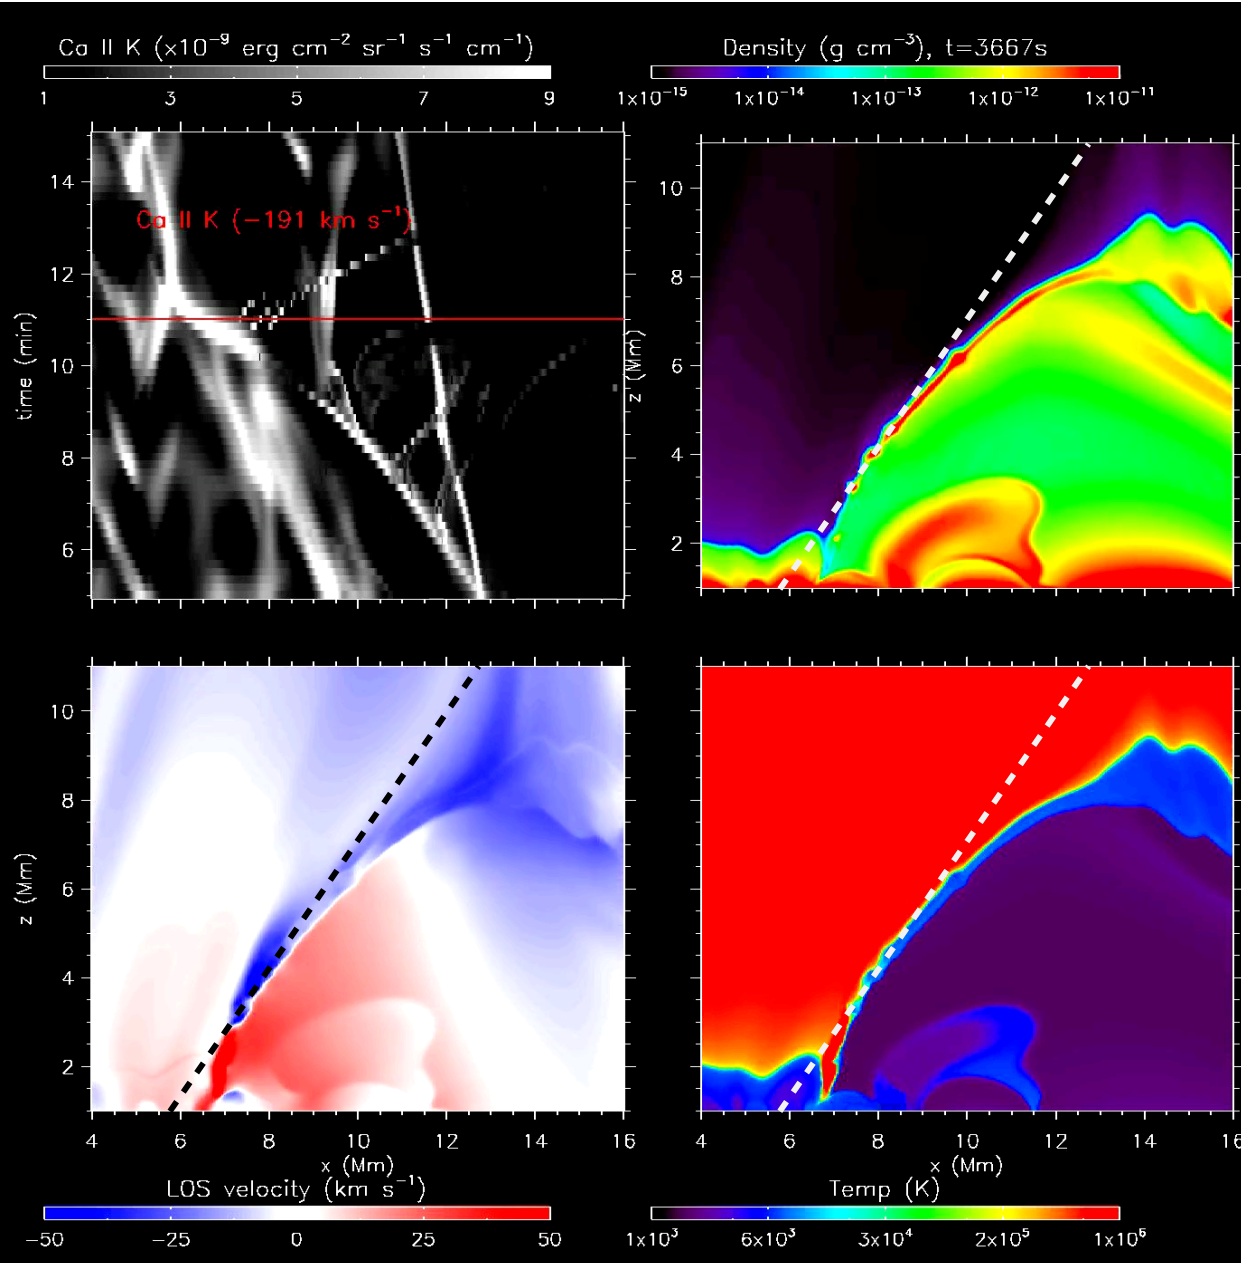 Ca II K (x10⁻⁹ erg cm⁻² sr⁻¹ s⁻¹ cm⁻¹)
1 3 5 7 9
Density (g cm⁻³), t=3667s
1x10⁻¹⁵ 1x10⁻¹⁴ 1x10⁻¹³ 1x10⁻¹² 1x10⁻¹¹
Ca II K (−191 km s⁻¹)
time (min)
14
12
10
8
6
z (Mm)
10
8
6
4
2
z (Mm)
10
8
6
4
2
4 6 8 10 12 14 16
x (Mm)
LOS velocity (km s⁻¹)
−50 −25 0 25 50
4 6 8 10 12 14 16
x (Mm)
Temp (K)
1x10³ 6x10³ 3x10⁴ 2x10⁵ 1x10⁶